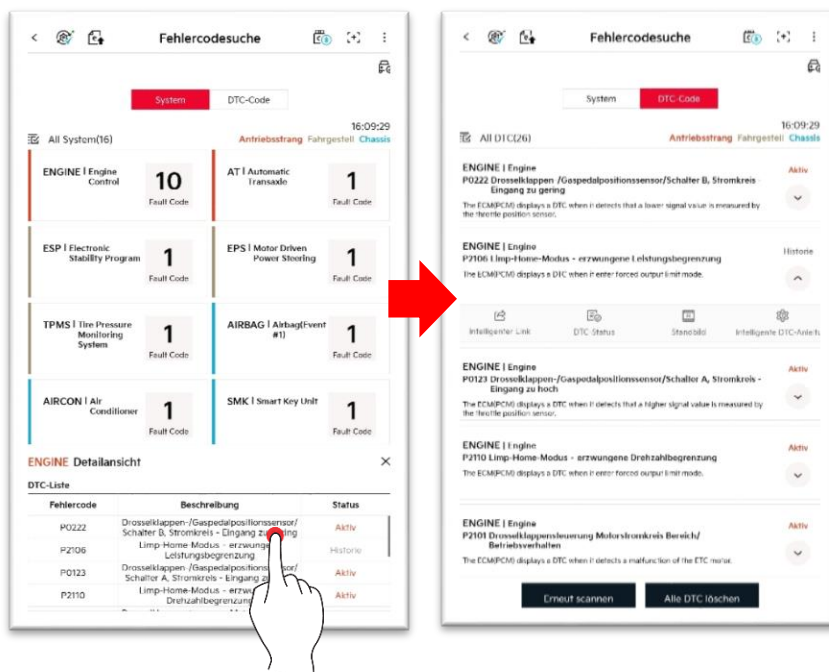 Fehlercodesuche
System
DTC-Code
16:09:29
All System(16)
Antriebsstrang Fahrgestell Chassis
ENGINE | Engine
Control
10
Fault Code
AT | Automatic
Transaxle
1
Fault Code
ESP | Electronic
Stability Program
1
Fault Code
EPS | Motor Driven
Power Steering
1
Fault Code
TPMS | Tire Pressure
Monitoring
System
1
Fault Code
AIRBAG | Airbag(Event
#1)
1
Fault Code
AIRCON | Air
Conditioner
1
Fault Code
SMK | Smart Key Unit
1
Fault Code
ENGINE Detailansicht
DTC-Liste
Fehlercode Beschreibung Status
P0222
Drosselklappen-/Gaspedalpositionssensor/
Schalter B, Stromkreis - Eingang zu
Aktiv
P2106
Limp-Home-Modus -
Leistungsbegrenzung
Historie
P0123
Drosselklappen-/
Schalter A, Stromkreis - Eingang
Aktiv
P2110
Limp-Home-Modus -
Aktiv
Fehlercodesuche
System
DTC-Code
16:09:29
All DTC(26)
Antriebsstrang Fahrgestell Chassis
ENGINE | Engine
Aktiv
P0222 Drosselklappen-/Gaspedalpositionssensor/Schalter B, Stromkreis -
Eingang zu gering
The ECM(PCM) displays a DTC when it detects that a lower signal value is measured by
the throttle position sensor.
ENGINE | Engine
Historie
P2106 Limp-Home-Modus - erzwungene Leistungsbegrenzung
The ECM(PCM) displays a DTC when it enter forced output limit mode.
Intelligenter Link
DTC-Status
Standbild
Intelligente
ENGINE | Engine
Aktiv
P0123 Drosselklappen-/Gaspedalpositionssensor/Schalter A, Stromkreis -
Eingang zu hoch
The ECM(PCM) displays a DTC when it detects that a higher signal value is measured by
the throttle position sensor.
ENGINE | Engine
Aktiv
P2110 Limp-Home-Modus - erzwungene Drehzahlbegrenzung
The ECM(PCM) displays a DTC when it enter forced output limit mode.
ENGINE | Engine
Aktiv
P2101 Drosselklappensteuerung Motorstromkreis Bereich/
Betriebsverhalten
The ECM(PCM) displays a DTC when it detects a malfunction of the ETC motor.
Erneut scannen
Alle DTC löschen